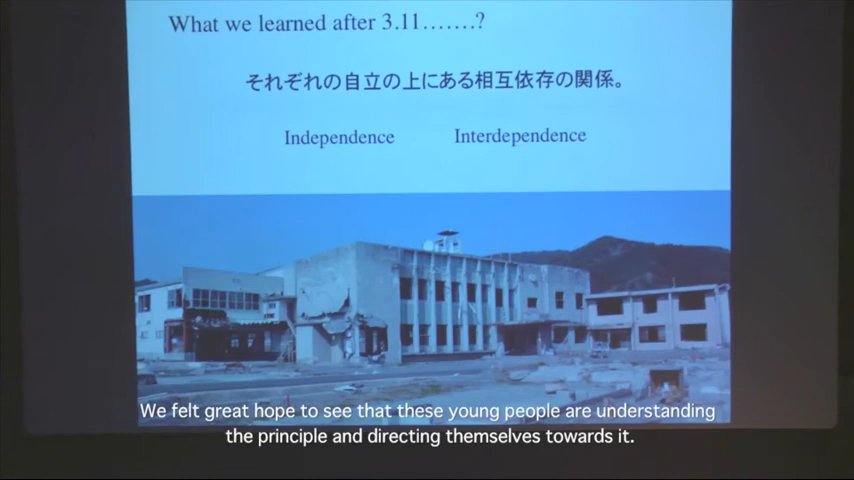 What we learned after 3.11.......?
それぞれの自立の上にある相互依存の関係。
Independence Interdependence
We felt great hope to see that these young people are understanding
the principle and directing themselves towards it.